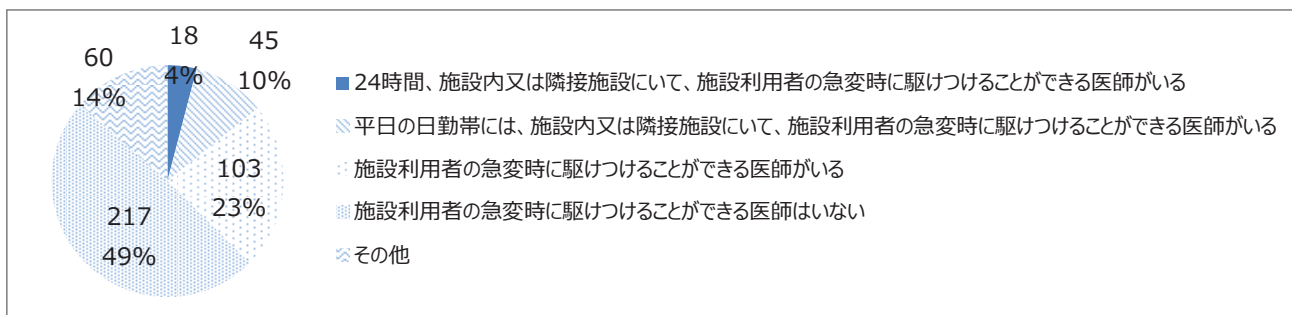 18
4%
45
10%
60
14%
103
23%
217
49%
24時間、施設内又は隣接施設にいて、施設利用者の急変時に駆けつけることができる医師がいる
平日の日勤帯には、施設内又は隣接施設にいて、施設利用者の急変時に駆けつけることができる医師がいる
施設利用者の急変時に駆けつけることができる医師がいる
施設利用者の急変時に駆けつけることができる医師はいない
その他